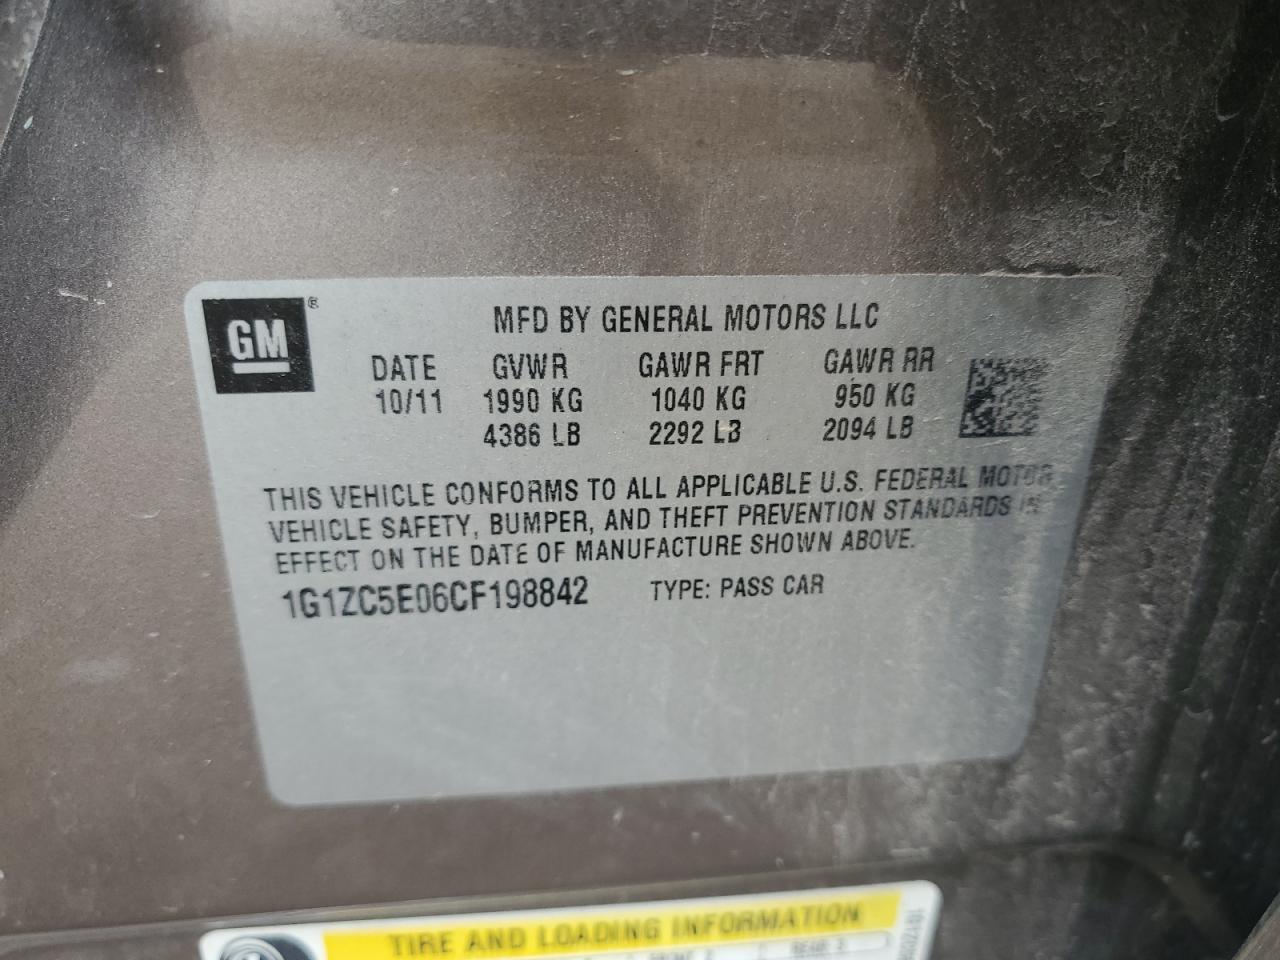 GM ®
MFD BY GENERAL MOTORS LLC
DATE GVWR GAWR FRT GAWR RR
10/11 1990 KG 1040 KG 950 KG
4386 LB 2292 LB 2094 LB
THIS VEHICLE CONFORMS TO ALL APPLICABLE U.S. FEDERAL MOTOR
VEHICLE SAFETY, BUMPER, AND THEFT PREVENTION STANDARDS IN
EFFECT ON THE DATE OF MANUFACTURE SHOWN ABOVE.
1G1ZC5E06CF198842 TYPE: PASS CAR
TIRE AND LOADING INFORMATION